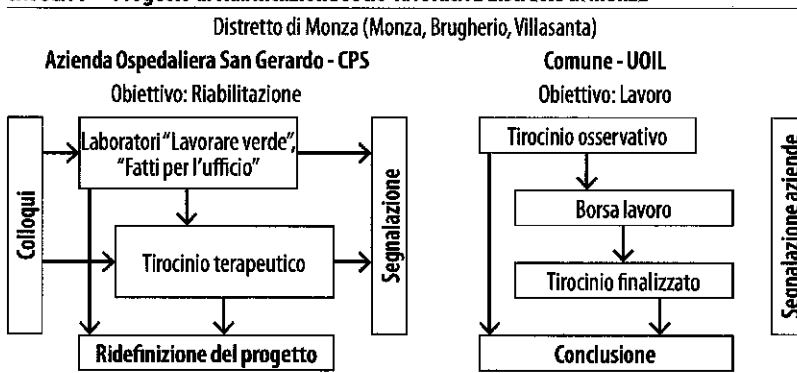 Distretto di Monza (Monza, Brugherio, Villasanta)
Azienda Ospedaliera San Gerardo - CPS
Obiettivo: Riabilitazione
Colloqui
Laboratori "Lavorare verde",
"Fatti per l'ufficio"
Tirocinio terapeutico
Ridefinizione del progetto
Segnalazione
Comune - UOIL
Obiettivo: Lavoro
Tirocinio osservativo
Borsa lavoro
Tirocinio finalizzato
Conclusione
Segnalazione aziende